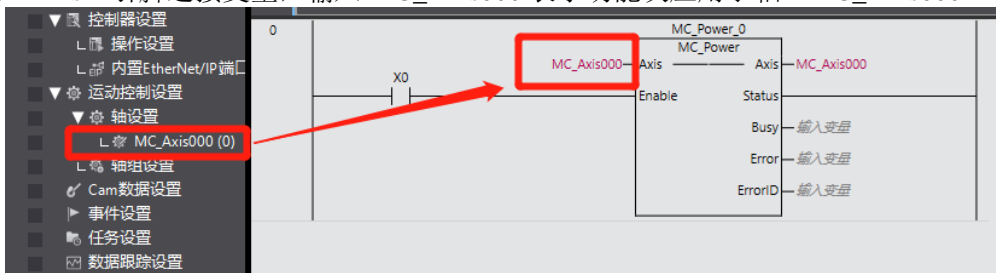 控制器设置
操作设置
内置EtherNet/IP端
运动控制设置
轴设置
MC_Axis000 (0)
轴组设置
Cam数据设置
事件设置
任务设置
数据跟踪设置
0
MC_Power_0
MC_Power
MC_Axis000 Axis Axis MC_Axis000
X0
Enable Status
Busy 输入变量
Error 输入变量
ErrorID 输入变量